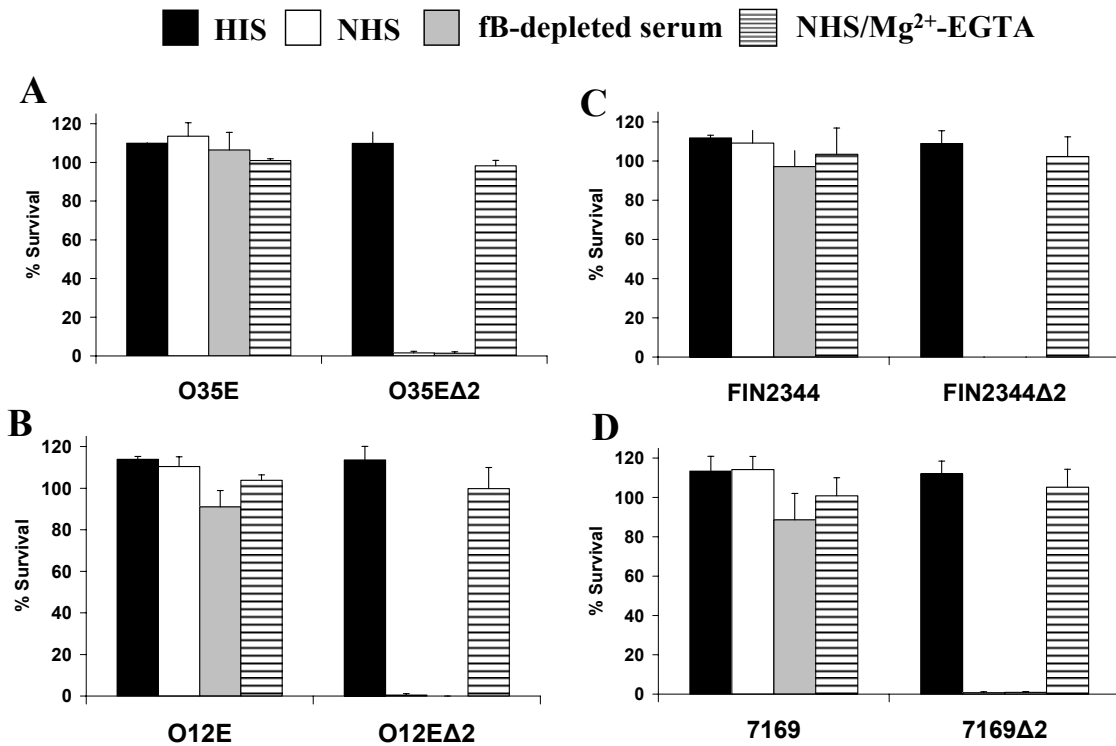 HIS NHS fB-depleted serum NHS/Mg²⁺-EGTA
A
% Survival
120
100
80
60
40
20
0
O35E O35EΔ2
B
% Survival
120
100
80
60
40
20
0
O12E O12EΔ2
C
% Survival
120
100
80
60
40
20
0
FIN2344 FIN2344Δ2
D
% Survival
120
100
80
60
40
20
0
7169 7169Δ2